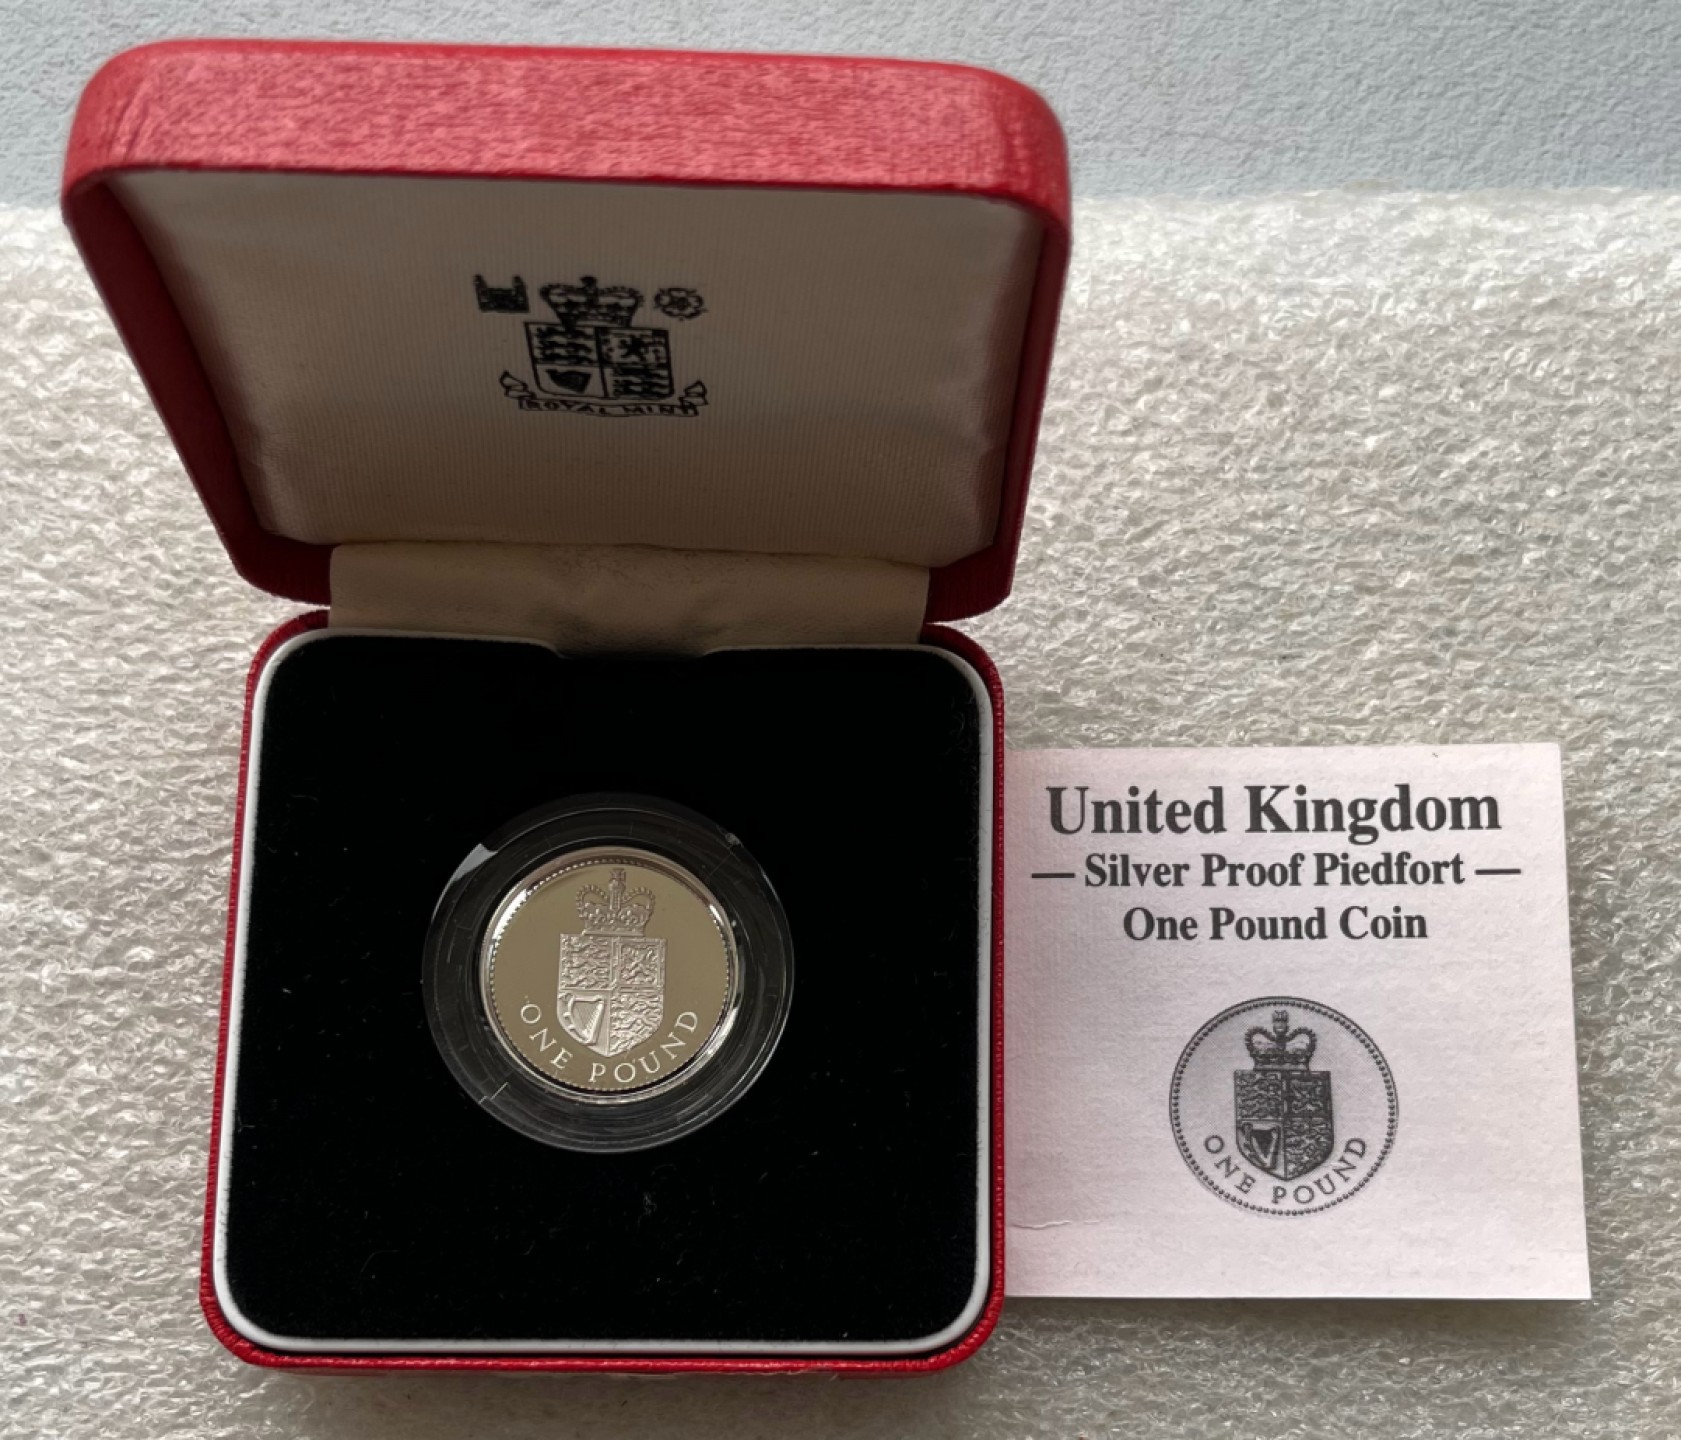 ROYAL MINT
ONE POUND
United Kingdom
— Silver Proof Piedfort —
One Pound Coin
ONE POUND